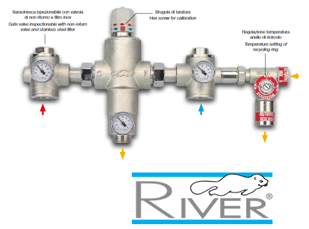 Saracinesca ispezionabile con valvola
di non ritorno e filtro inox
Gate valve inspectionable with non-return
valve and stainless steel filter
Brugola di taratura
Hex screw for calibration
Regolazione temperatura
anello di ricircolo
Temperature setting of
recycling ring
RIVER®